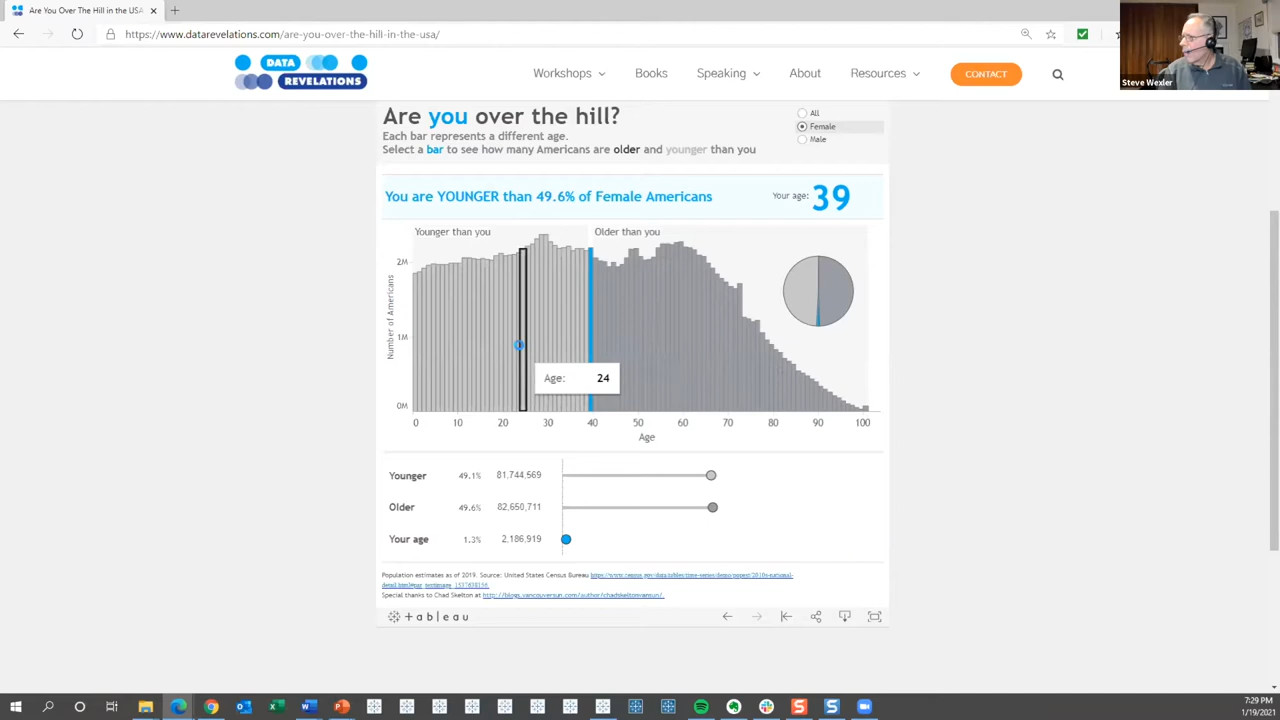 Are You Over The Hill in the USA
https://www.datarevelations.com/are-you-over-the-hill-in-the-usa/
Steve Wexler
DATA
REVELATIONS
Workshops
Books
Speaking
About
Resources
CONTACT
Are you over the hill?
Each bar represents a different age.
Select a bar to see how many Americans are older and younger than you
All
Female
Male
You are YOUNGER than 49.6% of Female Americans
Your age: 39
Younger than you
Older than you
Number of Americans
2M
1M
0M
Age: 24
0 10 20 30 40 50 60 70 80 90 100
Age
Younger 49.1% 81,744,569
Older 49.6% 82,650,711
Your age 1.3% 2,186,919
Population estimates as of 2019. Source: United States Census Bureau
Special thanks to Chad Skelton at http://blogs.vancouversun.com/author/chadskeltonvansun/.
+ableau
7:29 PM
1/19/2021